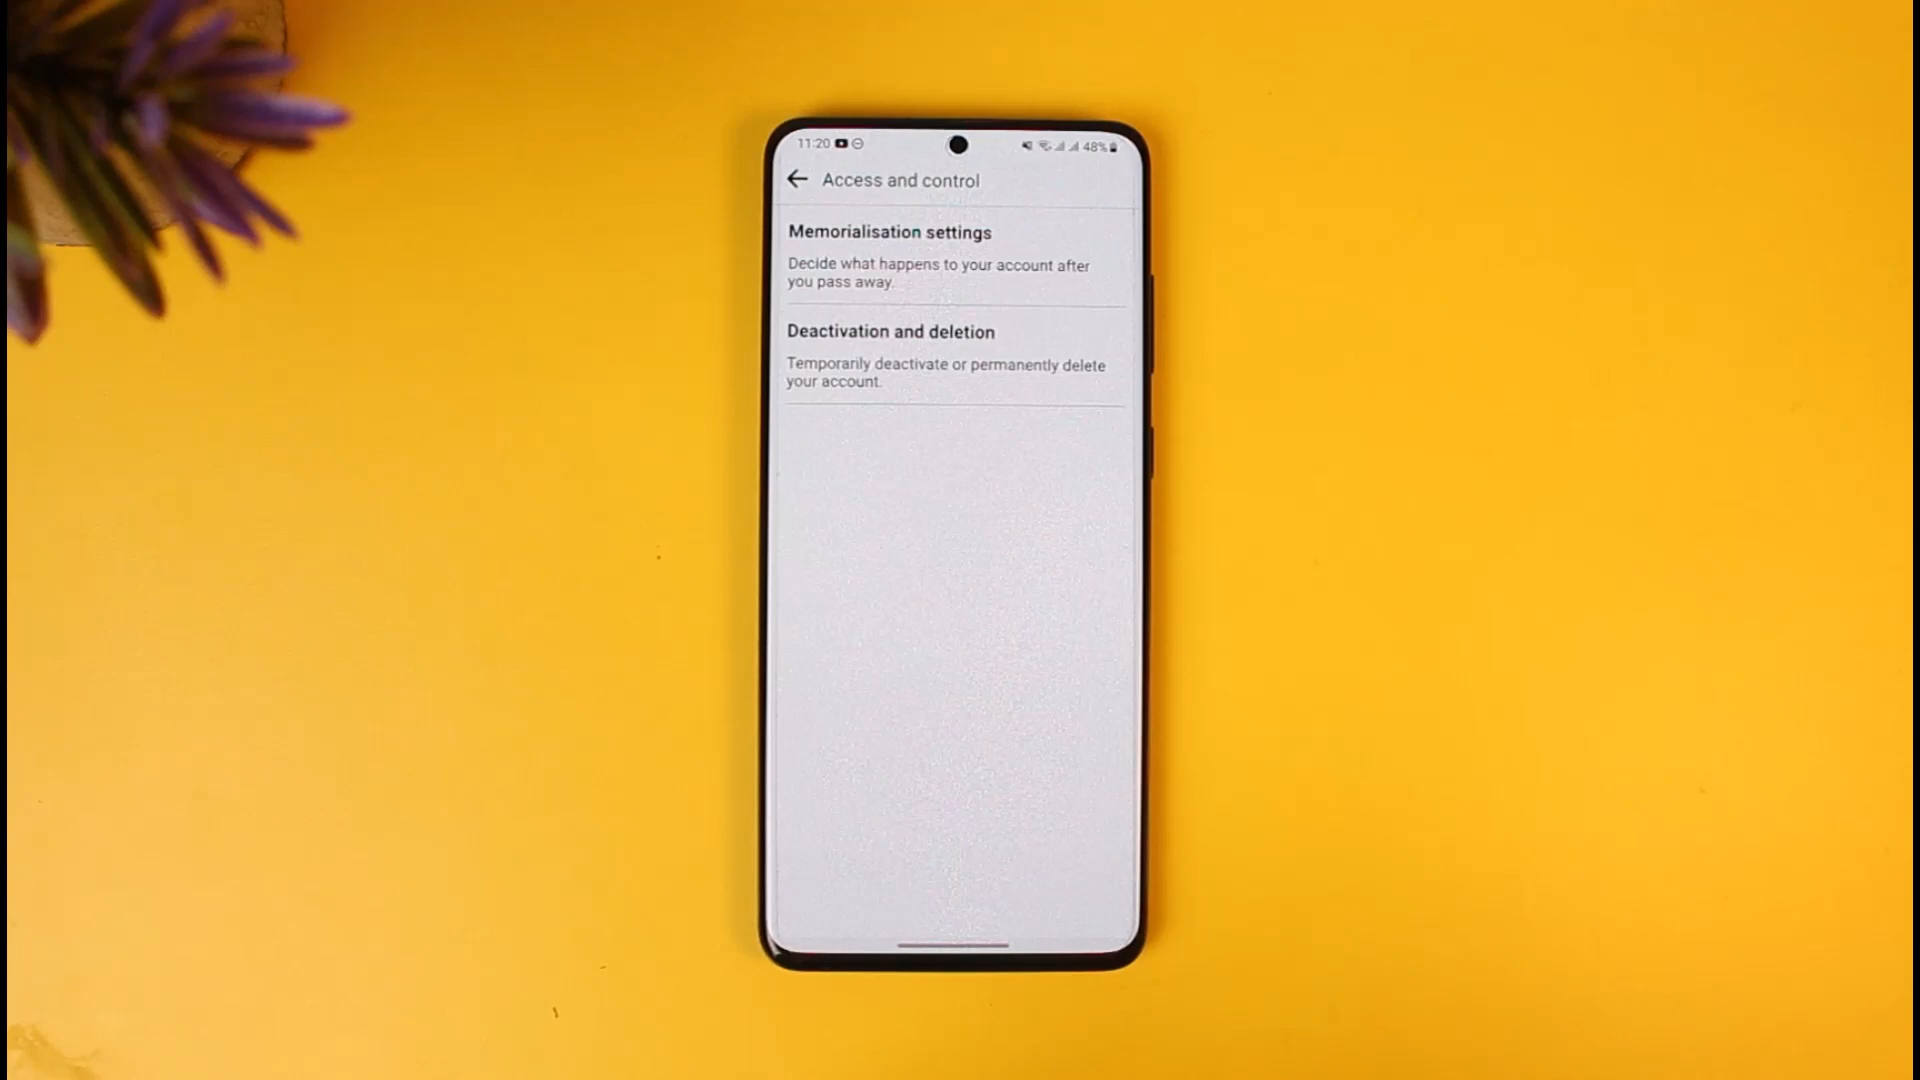 11:20
48%
Access and control
Memorialisation settings
Decide what happens to your account after
you pass away.
Deactivation and deletion
Temporarily deactivate or permanently delete
your account.